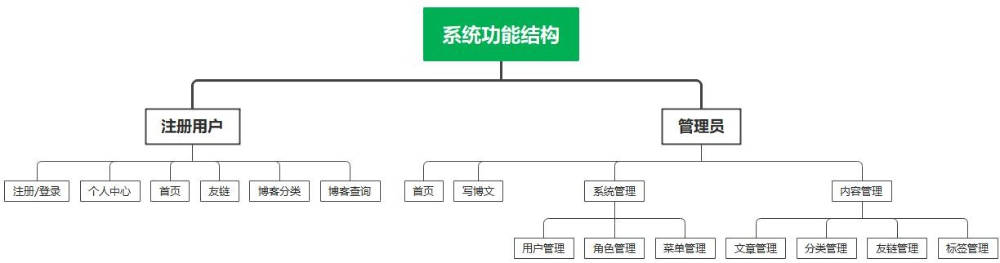 系统功能结构
注册用户
管理员
注册/登录
个人中心
首页
友链
博客分类
博客查询
首页
写博文
系统管理
内容管理
用户管理
角色管理
菜单管理
文章管理
分类管理
友链管理
标签管理